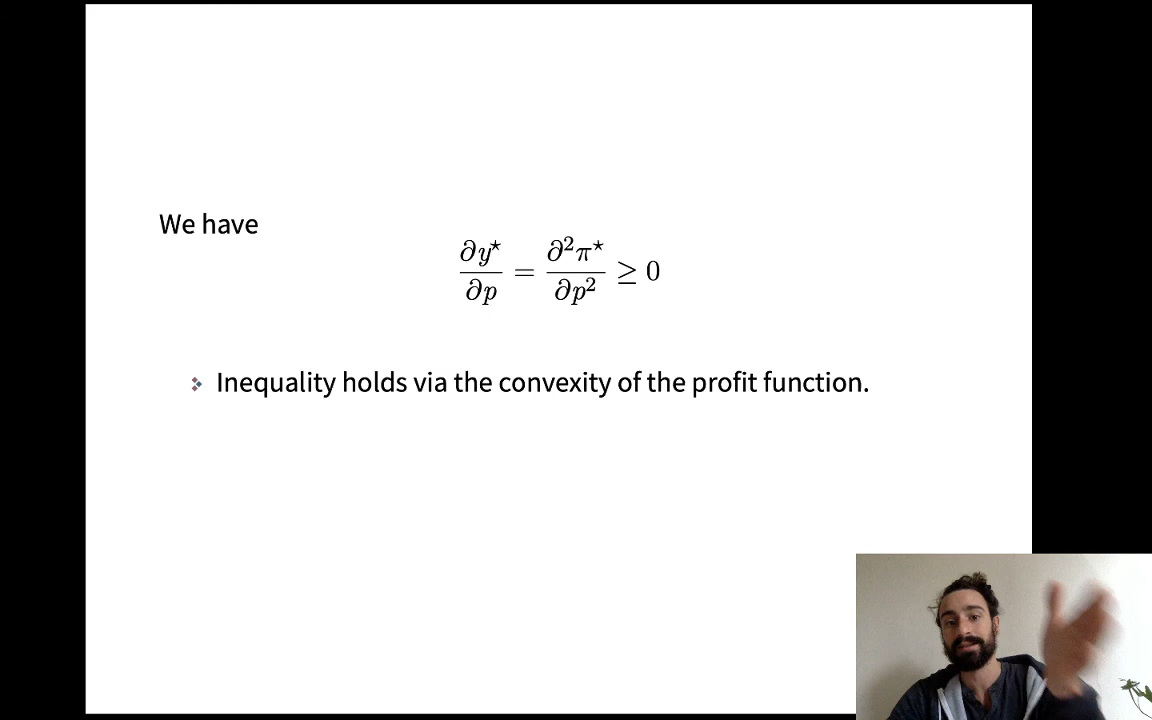 We have
∂y⋆/∂p = ∂²π⋆/∂p² ≥ 0
Inequality holds via the convexity of the profit function.